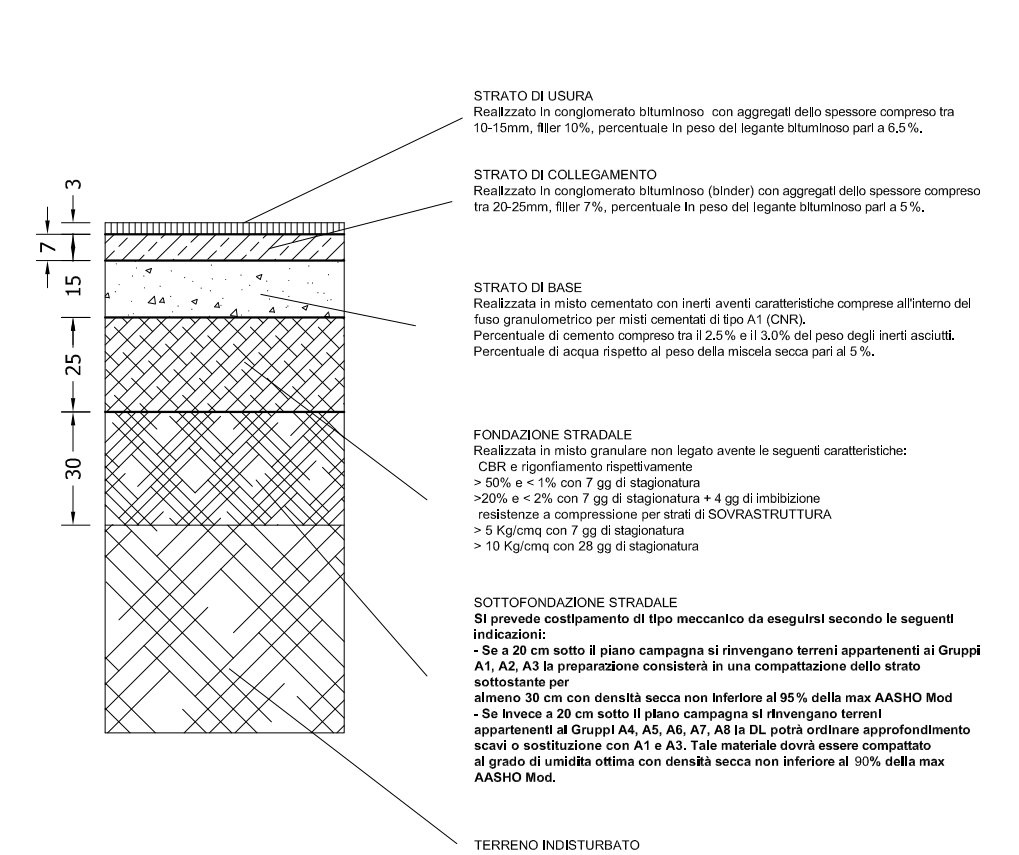 STRATO DI USURA
Realizzato in conglomerato bituminoso con aggregati dello spessore compreso tra
10-15mm, filler 10%, percentuale in peso del legante bituminoso pari a 6.5%.
STRATO DI COLLEGAMENTO
Realizzato in conglomerato bituminoso (binder) con aggregati dello spessore compreso
tra 20-25mm, filler 7%, percentuale in peso del legante bituminoso pari a 5%.
3
7
15
25
30
STRATO DI BASE
Realizzata in misto cementato con inerti aventi caratteristiche comprese all'interno del
fuso granulometrico per misti cementati di tipo A1 (CNR).
Percentuale di cemento compreso tra il 2.5% e il 3.0% del peso degli inerti asciutti.
Percentuale di acqua rispetto al peso della miscela secca pari al 5%.
FONDAZIONE STRADALE
Realizzata in misto granulare non legato avente le seguenti caratteristiche:
CBR e rigonfiamento rispettivamente
> 50% e < 1% con 7 gg di stagionatura
>20% e < 2% con 7 gg di stagionatura + 4 gg di imbibizione
resistenze a compressione per strati di SOVRASTRUTTURA
> 5 Kg/cmq con 7 gg di stagionatura
> 10 Kg/cmq con 28 gg di stagionatura
SOTTOFONDAZIONE STRADALE
Si prevede costipamento di tipo meccanico da eseguirsi secondo le seguenti
indicazioni:
- Se a 20 cm sotto il piano campagna si rinvengano terreni appartenenti ai Gruppi
A1, A2, A3 la preparazione consisterà in una compattazione dello strato
sottostante per
almeno 30 cm con densità secca non inferiore al 95% della max AASHO Mod
- Se invece a 20 cm sotto il piano campagna si rinvengano terreni
appartenenti ai Gruppi A4, A5, A6, A7, A8 la DL potrà ordinare approfondimento
scavi o sostituzione con A1 e A3. Tale materiale dovrà essere compattato
al grado di umidita ottima con densità secca non inferiore al 90% della max
AASHO Mod.
TERRENO INDISTURBATO